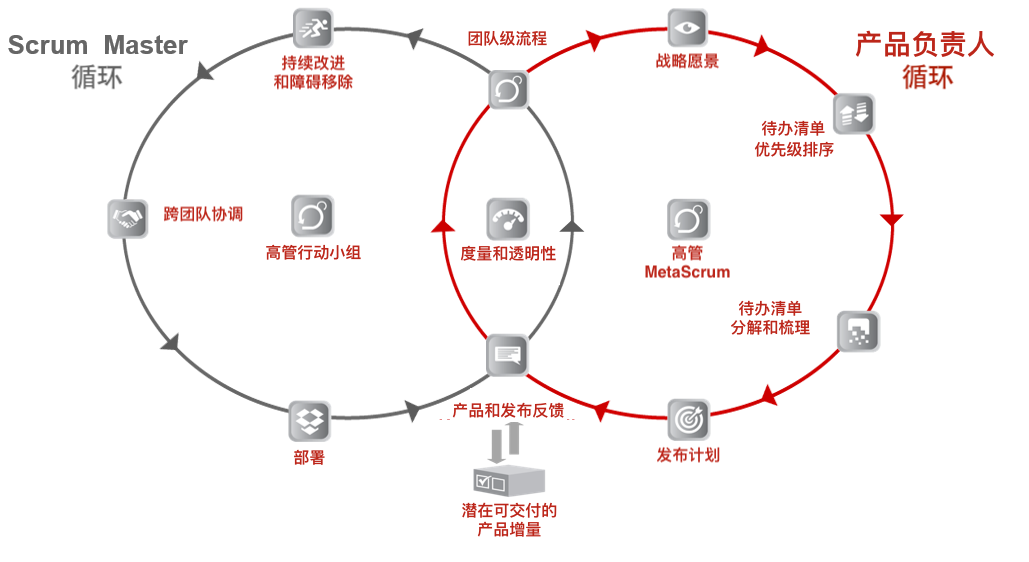 Scrum Master
循环
产品负责人
循环
团队级流程
持续改进
和障碍移除
战略愿景
待办清单
优先级排序
跨团队协调
高管行动小组
度量和透明性
高管
MetaScrum
待办清单
分解和梳理
产品和发布反馈
部署
发布计划
潜在可交付的
产品增量